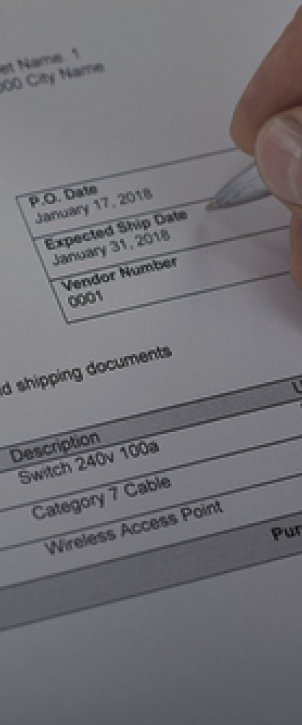 et Name. 1
000 City Name
P.O. Date
January 17, 2018
Expected Ship Date
January 31, 2018
Vendor Number
0001
d shipping documents
Description
Switch 240v 100a
Category 7 Cable
Wireless Access Point
Pur